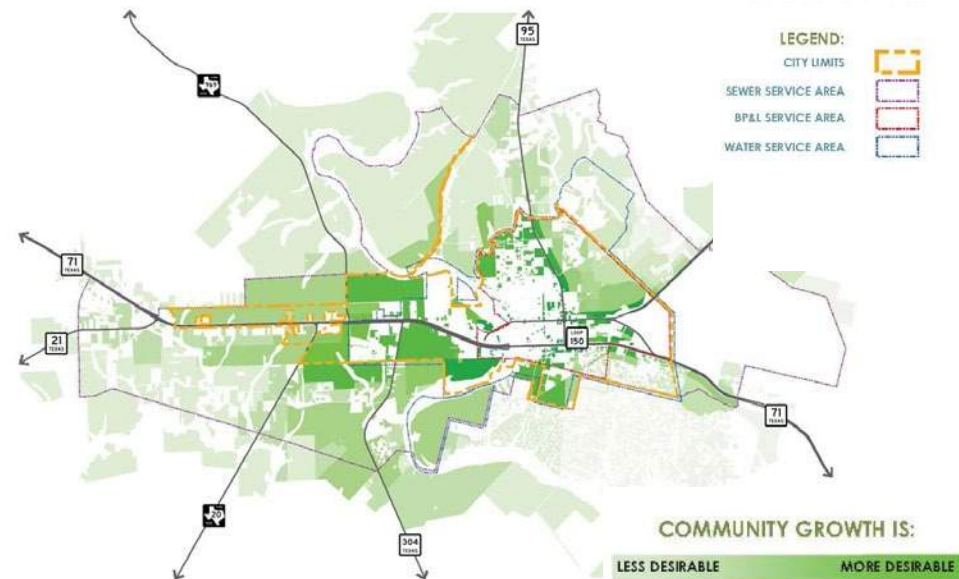 95
TEXAS
LEGEND:
CITY LIMITS
SEWER SERVICE AREA
BP&L SERVICE AREA
WATER SERVICE AREA
969
71
TEXAS
21
TEXAS
LOOP
150
71
TEXAS
20
304
TEXAS
COMMUNITY GROWTH IS:
LESS DESIRABLE
MORE DESIRABLE